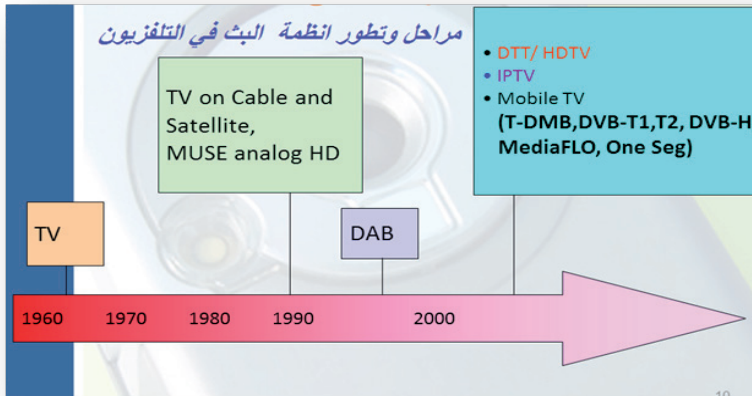 مراحل وتطور انظمة البث في التلفزيون
• DTT/ HDTV
• IPTV
• Mobile TV
(T-DMB,DVB-T1,T2, DVB-H
MediaFLO, One Seg)
TV on Cable and
Satellite,
MUSE analog HD
TV
DAB
1960 1970 1980 1990 2000
10